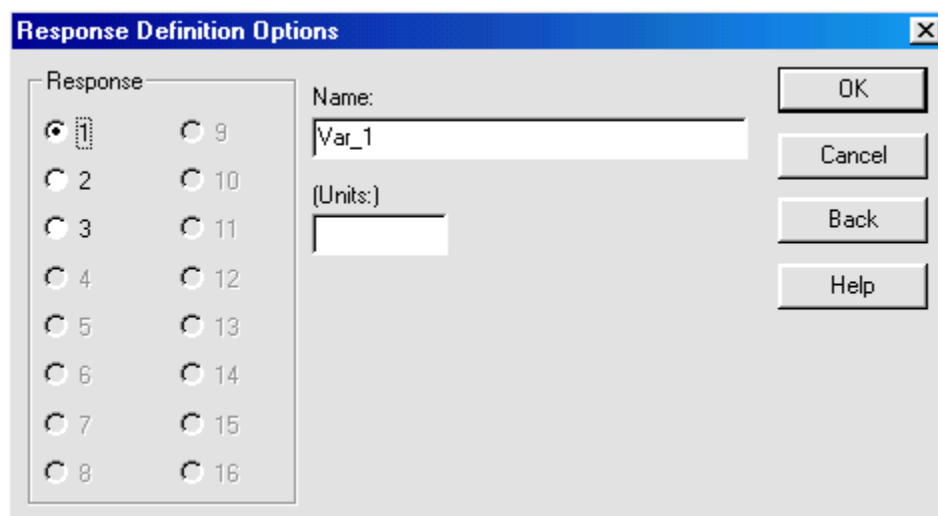 Response Definition Options
Response
1
2
3
4
5
6
7
8
9
10
11
12
13
14
15
16
Name:
Var_1
(Units:)
OK
Cancel
Back
Help